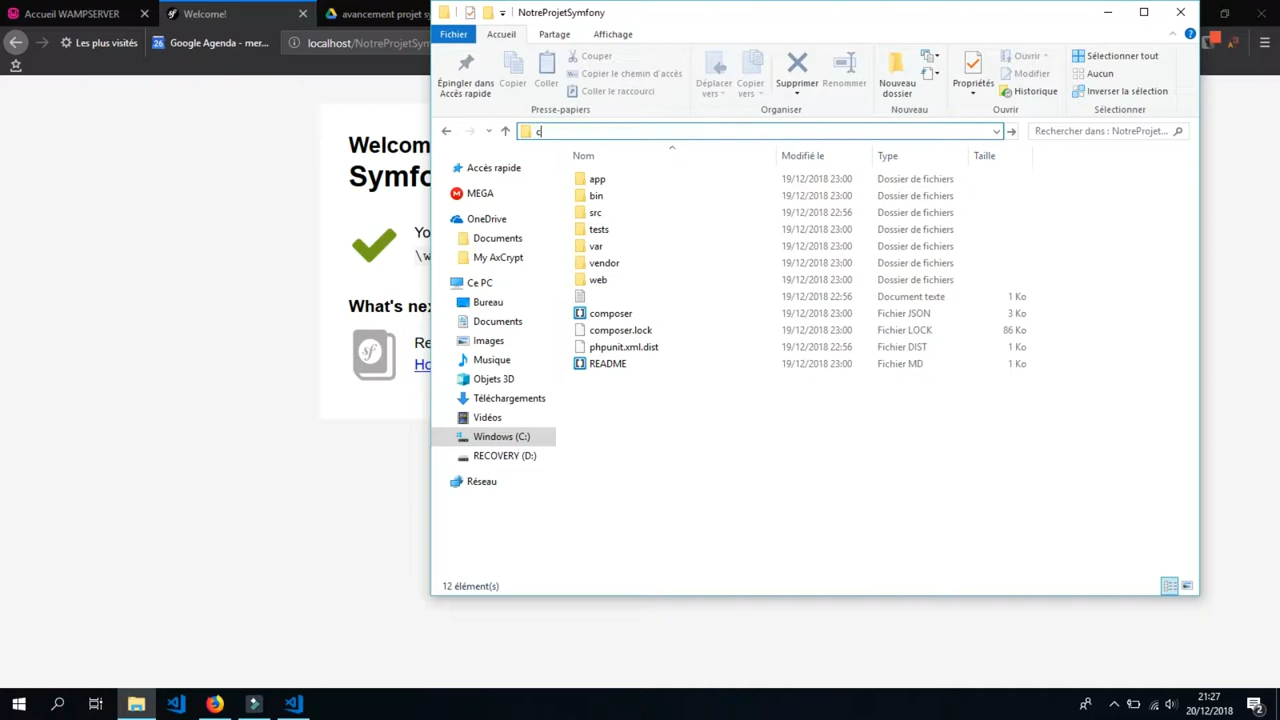 Accueil WAMPSERVER
Welcome!
avancement projet sy
Les plus visités
26 Google Agenda - mer...
localhost/NotreProjetSym
NotreProjetSymfony
Fichier Accueil Partage Affichage
Épingler dans
Accès rapide
Copier
Coller
Couper
Copier le chemin d'accès
Coller le raccourci
Presse-papiers
Déplacer
vers
Copier
vers
Supprimer
Renommer
Organiser
Nouveau
dossier
Nouveau
Propriétés
Ouvrir
Modifier
Historique
Ouvrir
Sélectionner tout
Aucun
Inverser la sélection
Sélectionner
c
Rechercher dans : NotreProjet...
Nom Modifié le Type Taille
Accès rapide
MEGA
OneDrive
Documents
My AxCrypt
Ce PC
Bureau
Documents
Images
Musique
Objets 3D
Téléchargements
Vidéos
Windows (C:)
RECOVERY (D:)
Réseau
app 19/12/2018 23:00 Dossier de fichiers
bin 19/12/2018 23:00 Dossier de fichiers
src 19/12/2018 22:56 Dossier de fichiers
tests 19/12/2018 23:00 Dossier de fichiers
var 19/12/2018 23:00 Dossier de fichiers
vendor 19/12/2018 23:00 Dossier de fichiers
web 19/12/2018 23:00 Dossier de fichiers
19/12/2018 22:56 Document texte 1 Ko
composer 19/12/2018 23:00 Fichier JSON 3 Ko
composer.lock 19/12/2018 23:00 Fichier LOCK 86 Ko
phpunit.xml.dist 19/12/2018 22:56 Fichier DIST 1 Ko
README 19/12/2018 23:00 Fichier MD 1 Ko
12 élément(s)
Welcom
Symfo
Yo
\w
What's nex
sf
Re
Ho
21:27
20/12/2018
2